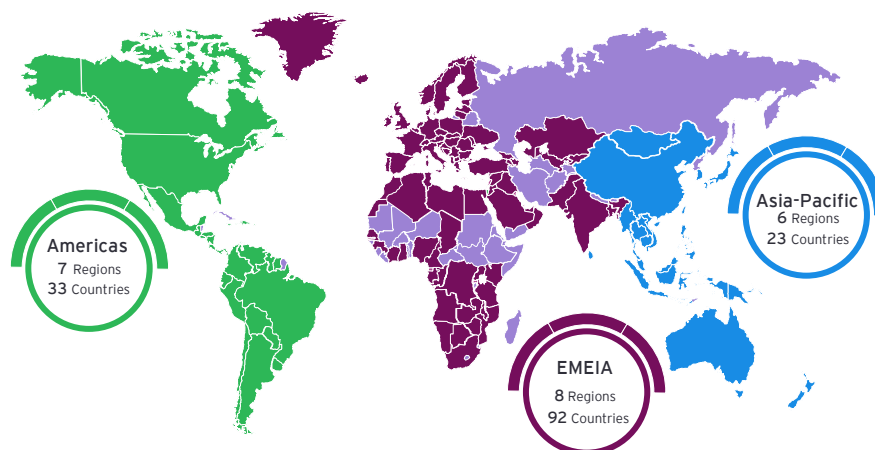 Americas
7 Regions
33 Countries
Asia-Pacific
6 Regions
23 Countries
EMEIA
8 Regions
92 Countries